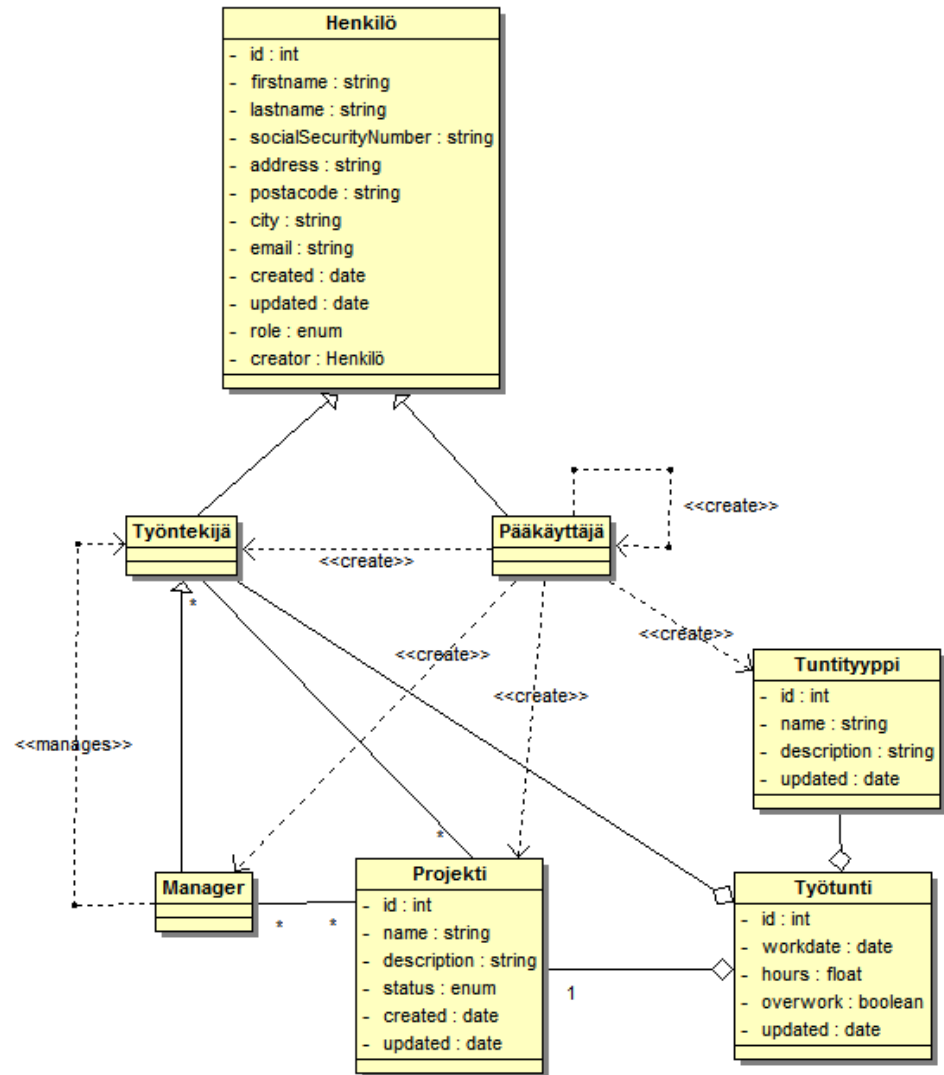 Henkilö
- id : int
- firstname : string
- lastname : string
- socialSecurityNumber : string
- address : string
- postacode : string
- city : string
- email : string
- created : date
- updated : date
- role : enum
- creator : Henkilö
Työntekijä
Pääkäyttäjä
<<create>>
<<create>>
*
<<create>>
<<create>>
<<create>>
<<manages>>
Tuntityyppi
- id : int
- name : string
- description : string
- updated : date
*
Manager
*
*
Projekti
- id : int
- name : string
- description : string
- status : enum
- created : date
- updated : date
1
Työtunti
- id : int
- workdate : date
- hours : float
- overwork : boolean
- updated : date